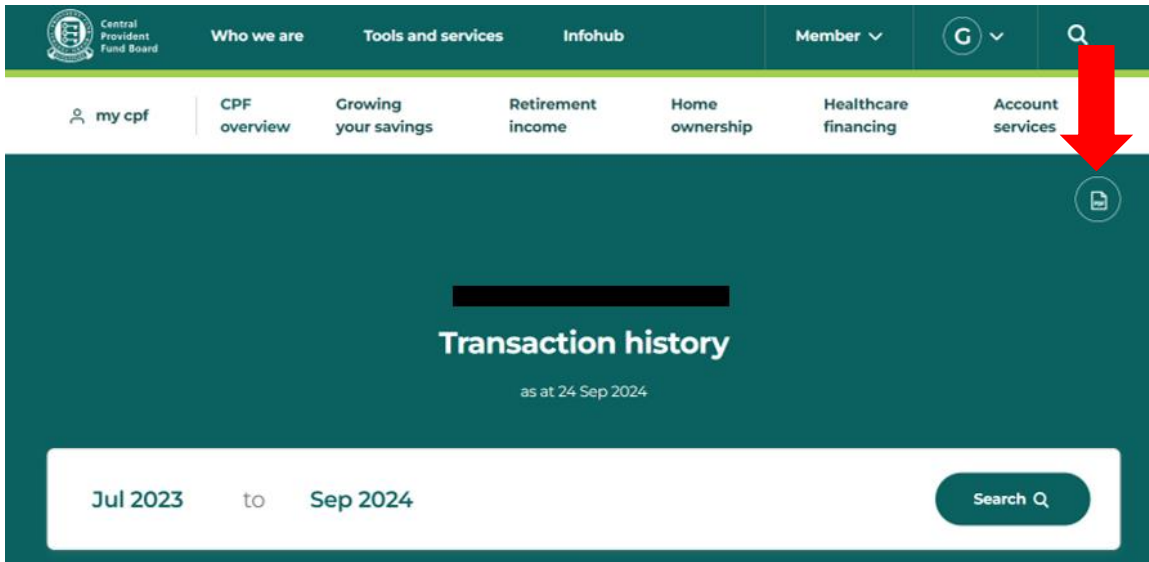 Central
Provident
Fund Board
Who we are
Tools and services
Infohub
Member
G
my cpf
CPF
overview
Growing
your savings
Retirement
income
Home
ownership
Healthcare
financing
Account
services
PDF
Transaction history
as at 24 Sep 2024
Jul 2023 to Sep 2024
Search